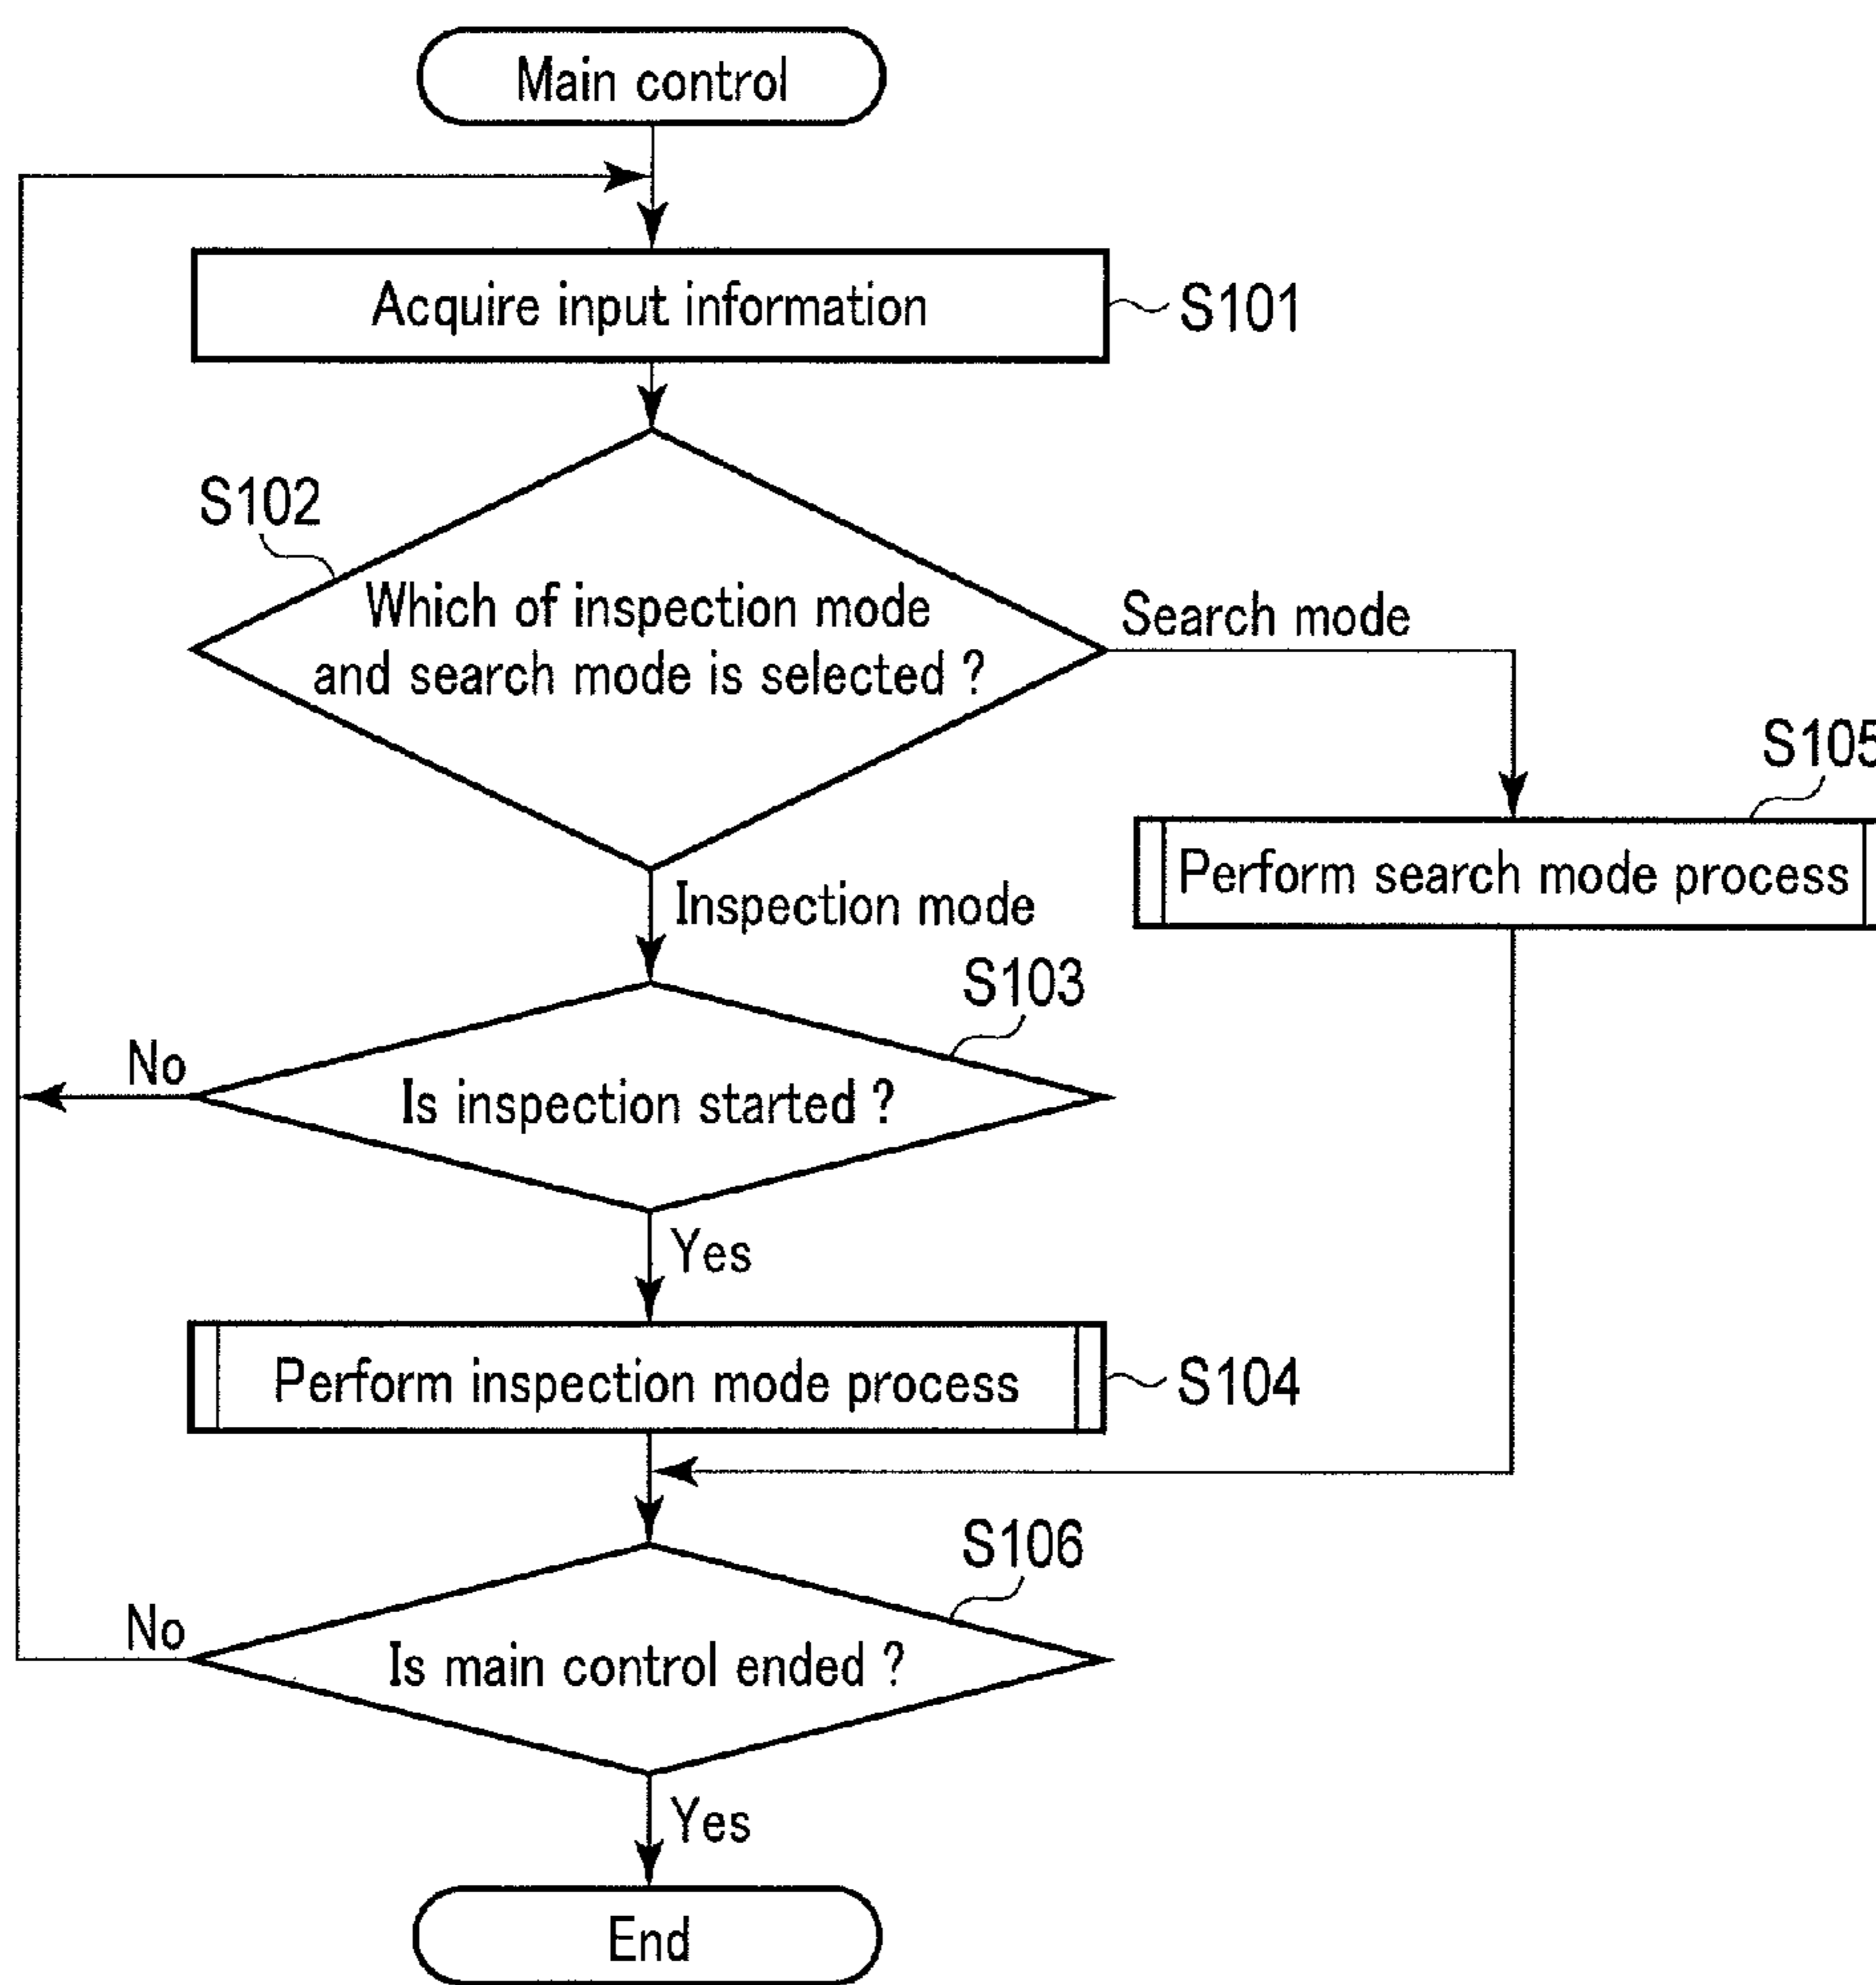 Main control
Acquire input information
S101
S102
Which of inspection mode
and search mode is selected ?
Search mode
S105
Perform search mode process
Inspection mode
S103
No
Is inspection started ?
Yes
Perform inspection mode process
S104
S106
No
Is main control ended ?
Yes
End